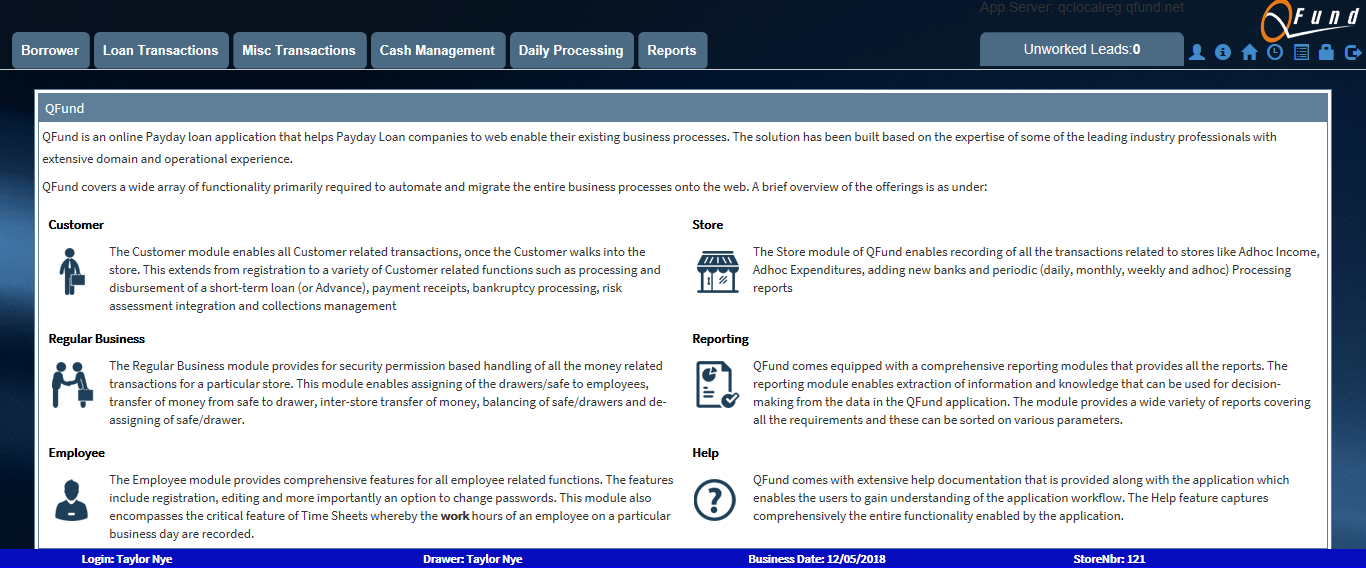 App Server: qclocalreg.qfund.net
QFund
Borrower Loan Transactions Misc Transactions Cash Management Daily Processing Reports Unworked Leads:0
QFund
QFund is an online Payday loan application that helps Payday Loan companies to web enable their existing business processes. The solution has been built based on the expertise of some of the leading industry professionals with
extensive domain and operational experience.
QFund covers a wide array of functionality primarily required to automate and migrate the entire business processes onto the web. A brief overview of the offerings is as under:
Customer
The Customer module enables all Customer related transactions, once the Customer walks into the
store. This extends from registration to a variety of Customer related functions such as processing and
disbursement of a short-term loan (or Advance), payment receipts, bankruptcy processing, risk
assessment integration and collections management
Store
The Store module of QFund enables recording of all the transactions related to stores like Adhoc Income,
Adhoc Expenditures, adding new banks and periodic (daily, monthly, weekly and adhoc) Processing
reports
Regular Business
The Regular Business module provides for security permission based handling of all the money related
transactions for a particular store. This module enables assigning of the drawers/safe to employees,
transfer of money from safe to drawer, inter-store transfer of money, balancing of safe/drawers and de-
assigning of safe/drawer.
Reporting
QFund comes equipped with a comprehensive reporting modules that provides all the reports. The
reporting module enables extraction of information and knowledge that can be used for decision-
making from the data in the QFund application. The module provides a wide variety of reports covering
all the requirements and these can be sorted on various parameters.
Employee
The Employee module provides comprehensive features for all employee related functions. The features
include registration, editing and more importantly an option to change passwords. This module also
encompasses the critical feature of Time Sheets whereby the work hours of an employee on a particular
business day are recorded.
Help
QFund comes with extensive help documentation that is provided along with the application which
enables the users to gain understanding of the application workflow. The Help feature captures
comprehensively the entire functionality enabled by the application.
Login: Taylor Nye Drawer: Taylor Nye Business Date: 12/05/2018 StoreNbr: 121